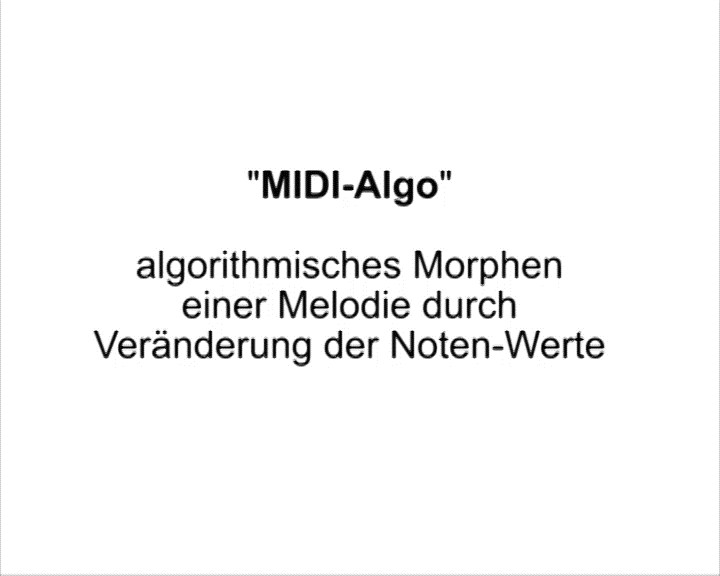 "MIDI-Algo"
algorithmisches Morphen
einer Melodie durch
Veränderung der Noten-Werte